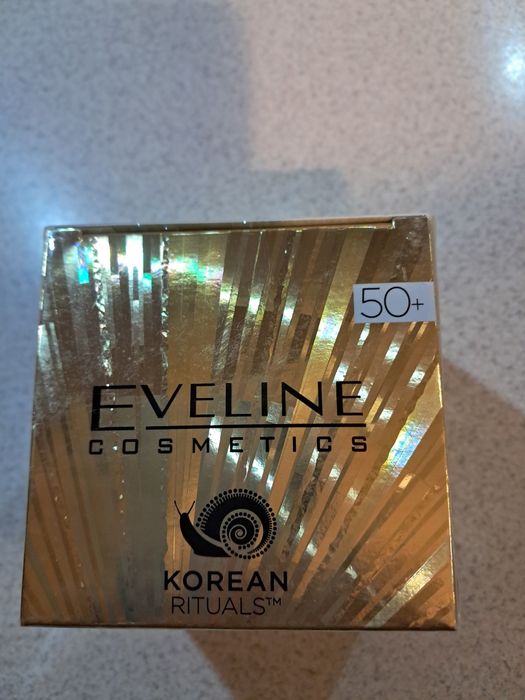 50+
EVELINE
COSMETICS
KOREAN
RITUALS™